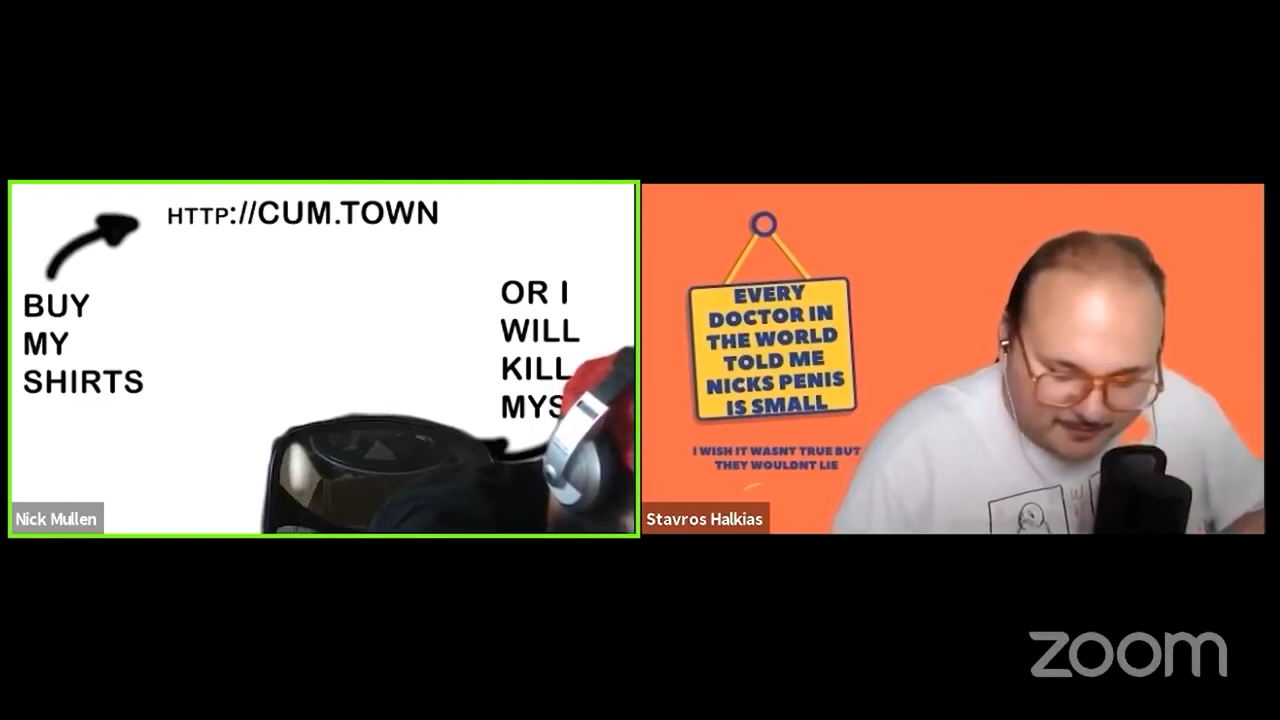 HTTP://CUM.TOWN
BUY
MY
SHIRTS
OR I
WILL
KILL
MYS
Nick Mullen
EVERY
DOCTOR IN
THE WORLD
TOLD ME
NICKS PENIS
IS SMALL
I WISH IT WASNT TRUE BUT
THEY WOULDNT LIE
Stavros Halkias
zoom